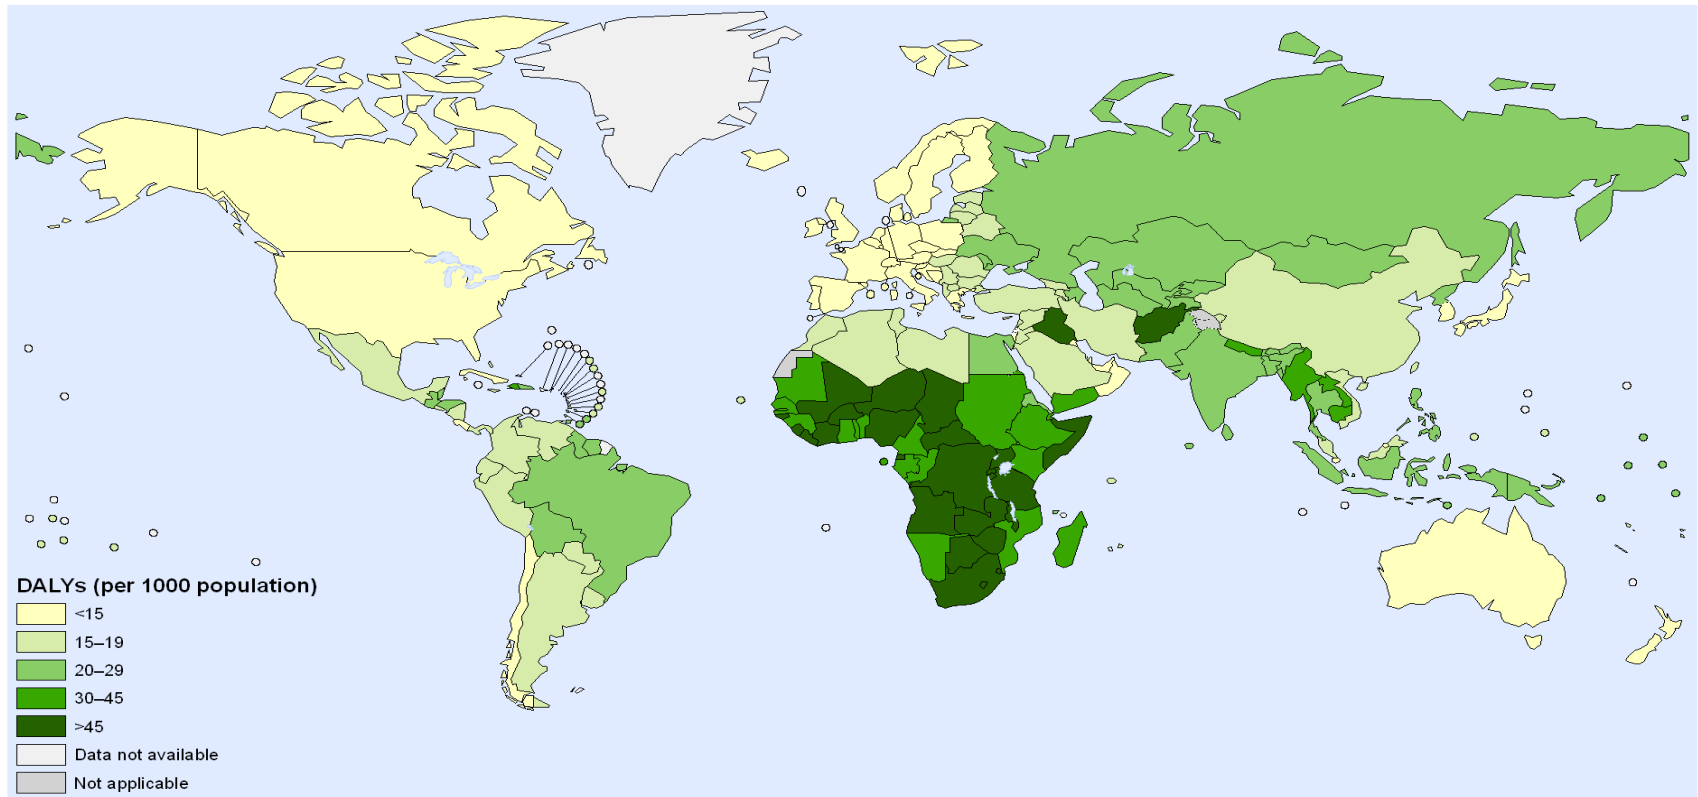 DALYs (per 1000 population)
<15
15–19
20–29
30–45
>45
Data not available
Not applicable